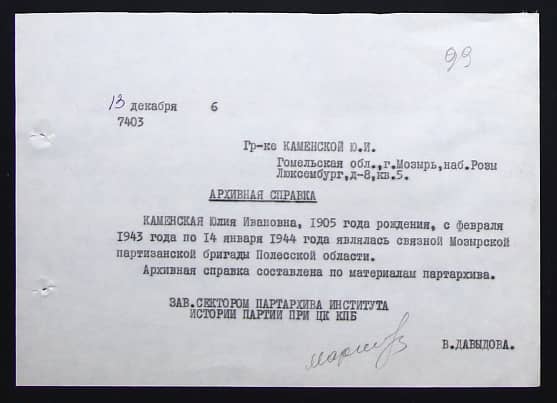 99
13 декабря 6
7403
Гр-ке КАМЕНСКОЙ Ю.И.
Гомельская обл.,г.Мозырь,наб.Розы
Люксембург,д-8,кв.5.
АРХИВНАЯ СПРАВКА
КАМЕНСКАЯ Юлия Ивановна, 1905 года рождения, с февраля
1943 года по 14 января 1944 года являлась связной Мозырской
партизанской бригады Полесской области.
Архивная справка составлена по материалам партархива.
ЗАВ.СЕКТОРОМ ПАРТАРХИВА ИНСТИТУТА
ИСТОРИИ ПАРТИИ ПРИ ЦК КПБ
В.ДАВЫДОВА.